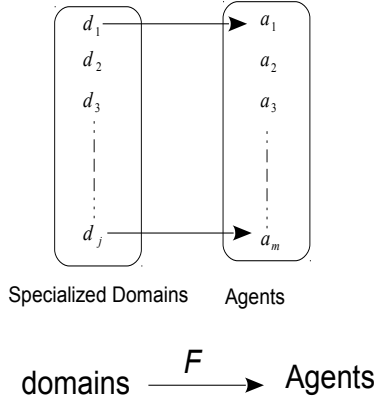 d1 a1
d2 a2
d3 a3
dj am
Specialized Domains Agents
F
domains Agents